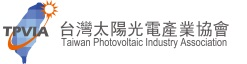 TPVIA
台灣太陽光電產業協會
Taiwan Photovoltaic Industry Association